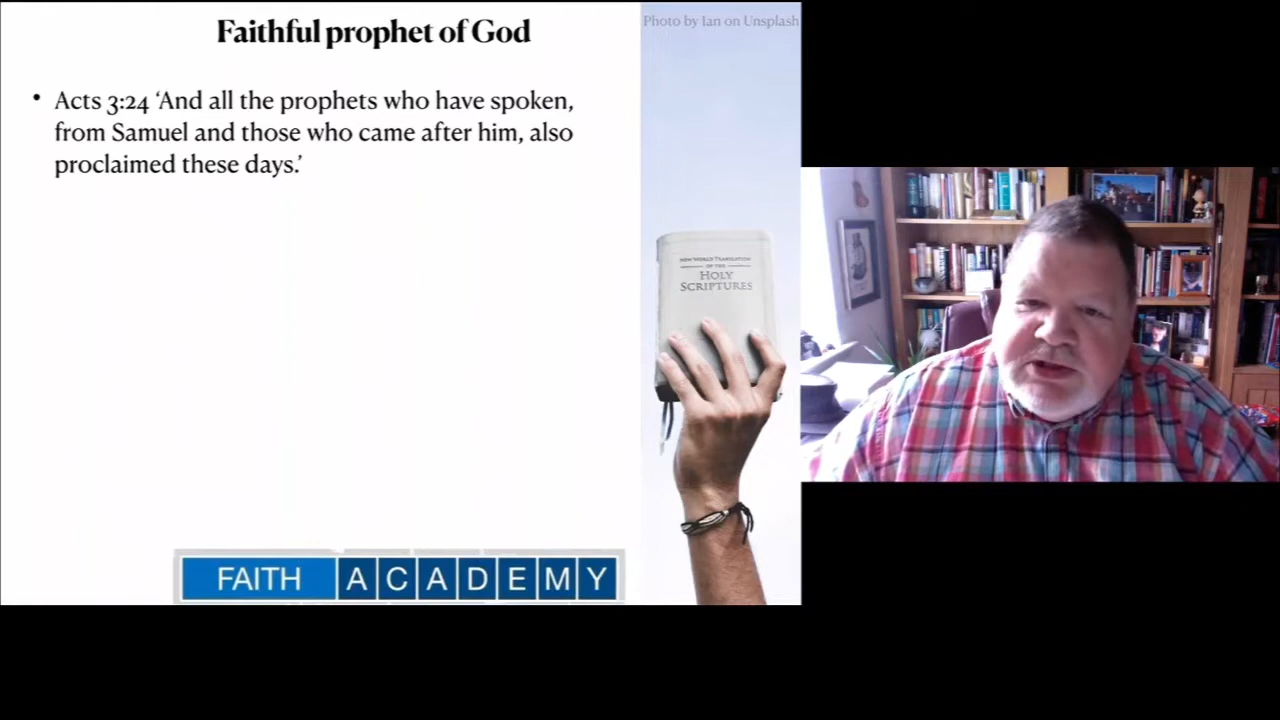 Faithful prophet of God
Photo by Ian on Unsplash
• Acts 3:24 ‘And all the prophets who have spoken,
from Samuel and those who came after him, also
proclaimed these days.’
NEW WORLD TRANSLATION
OF THE
HOLY
SCRIPTURES
FAITH ACADEMY